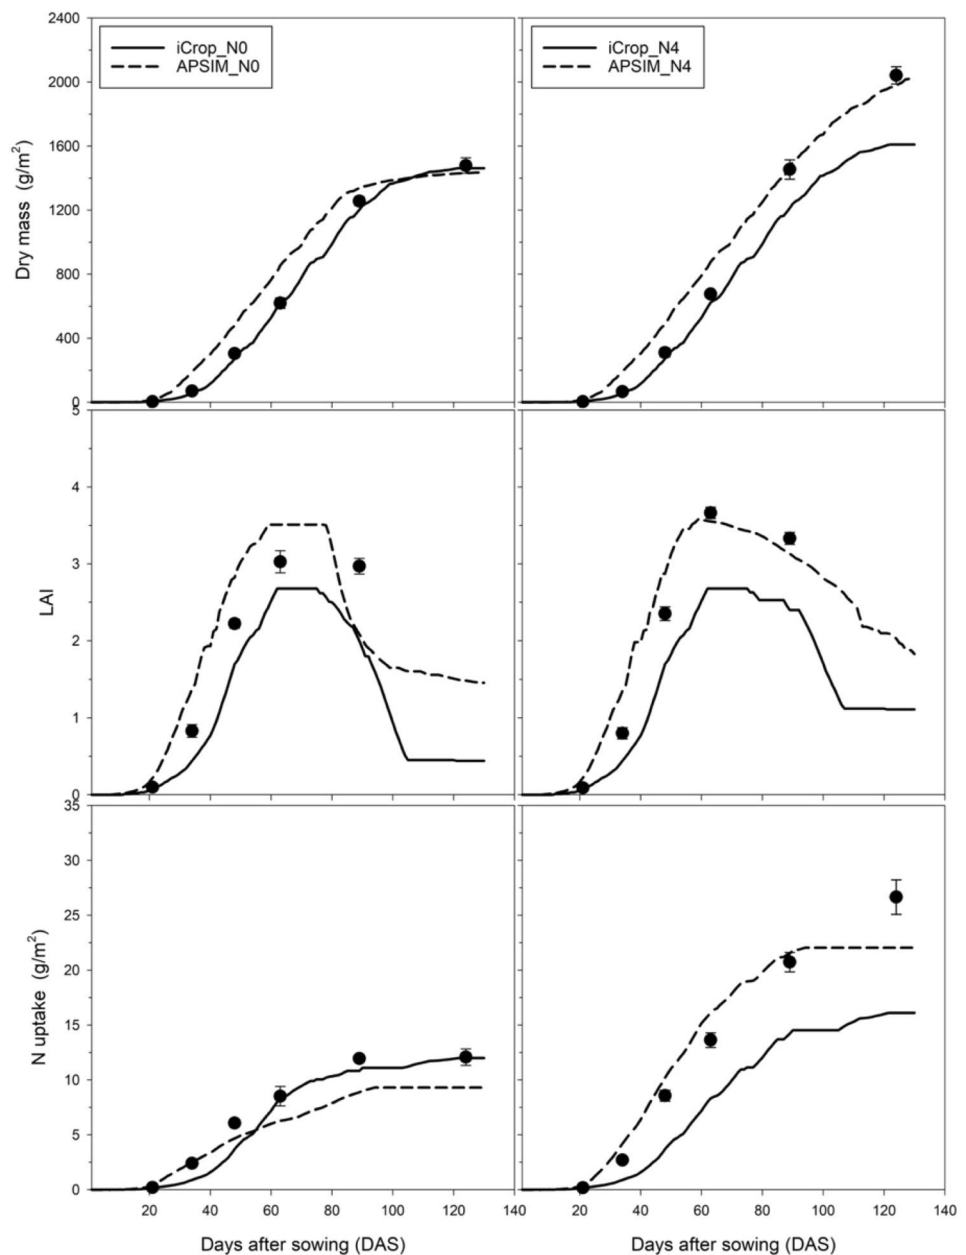 iCrop_N0
APSIM_N0
iCrop_N4
APSIM_N4
2400
2000
1600
1200
800
400
0
Dry mass (g/m²)
5
4
3
2
1
0
LAI
35
30
25
20
15
10
5
0
N uptake (g/m²)
20 40 60 80 100 120 140 20 40 60 80 100 120 140
Days after sowing (DAS)
Days after sowing (DAS)